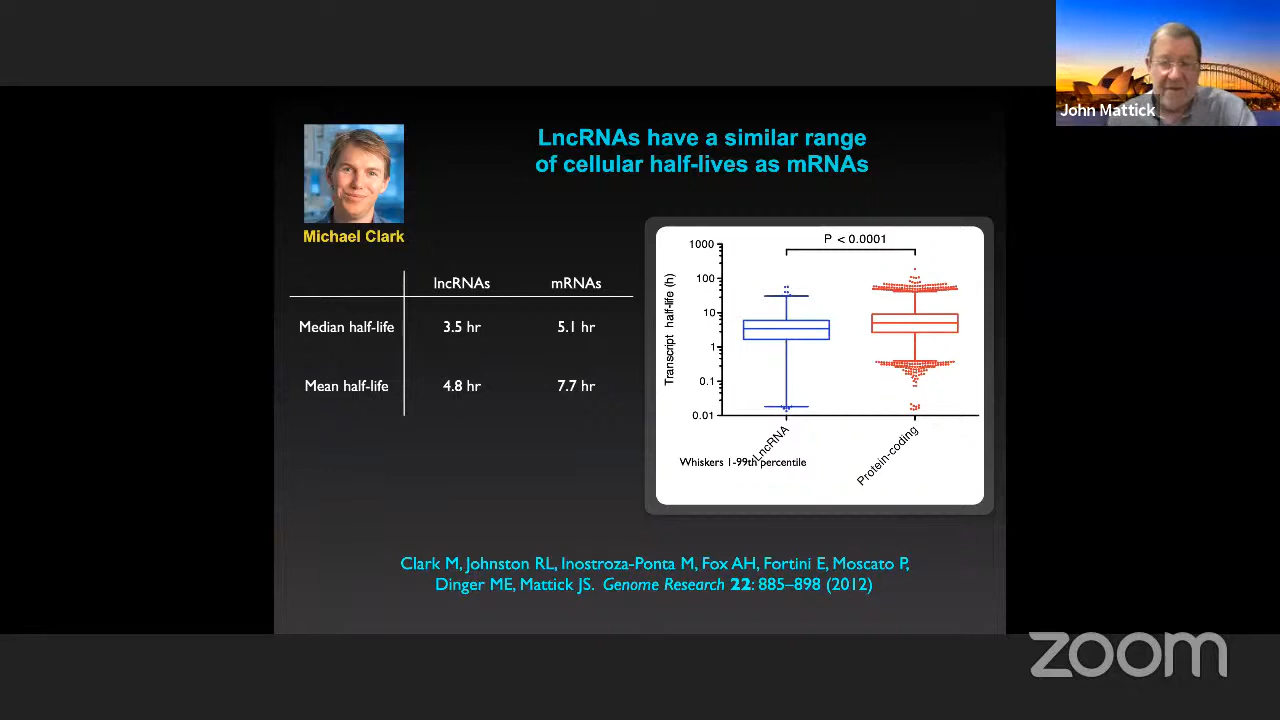 John Mattick
LncRNAs have a similar range
of cellular half-lives as mRNAs
Michael Clark
lncRNAs mRNAs
Median half-life 3.5 hr 5.1 hr
Mean half-life 4.8 hr 7.7 hr
P < 0.0001
Transcript half-life (h)
1000
100
10
1
0.1
0.01
LncRNA
Protein-coding
Whiskers 1-99th percentile
Clark M, Johnston RL, Inostroza-Ponta M, Fox AH, Fortini E, Moscato P,
Dinger ME, Mattick JS. Genome Research 22: 885–898 (2012)
zoom